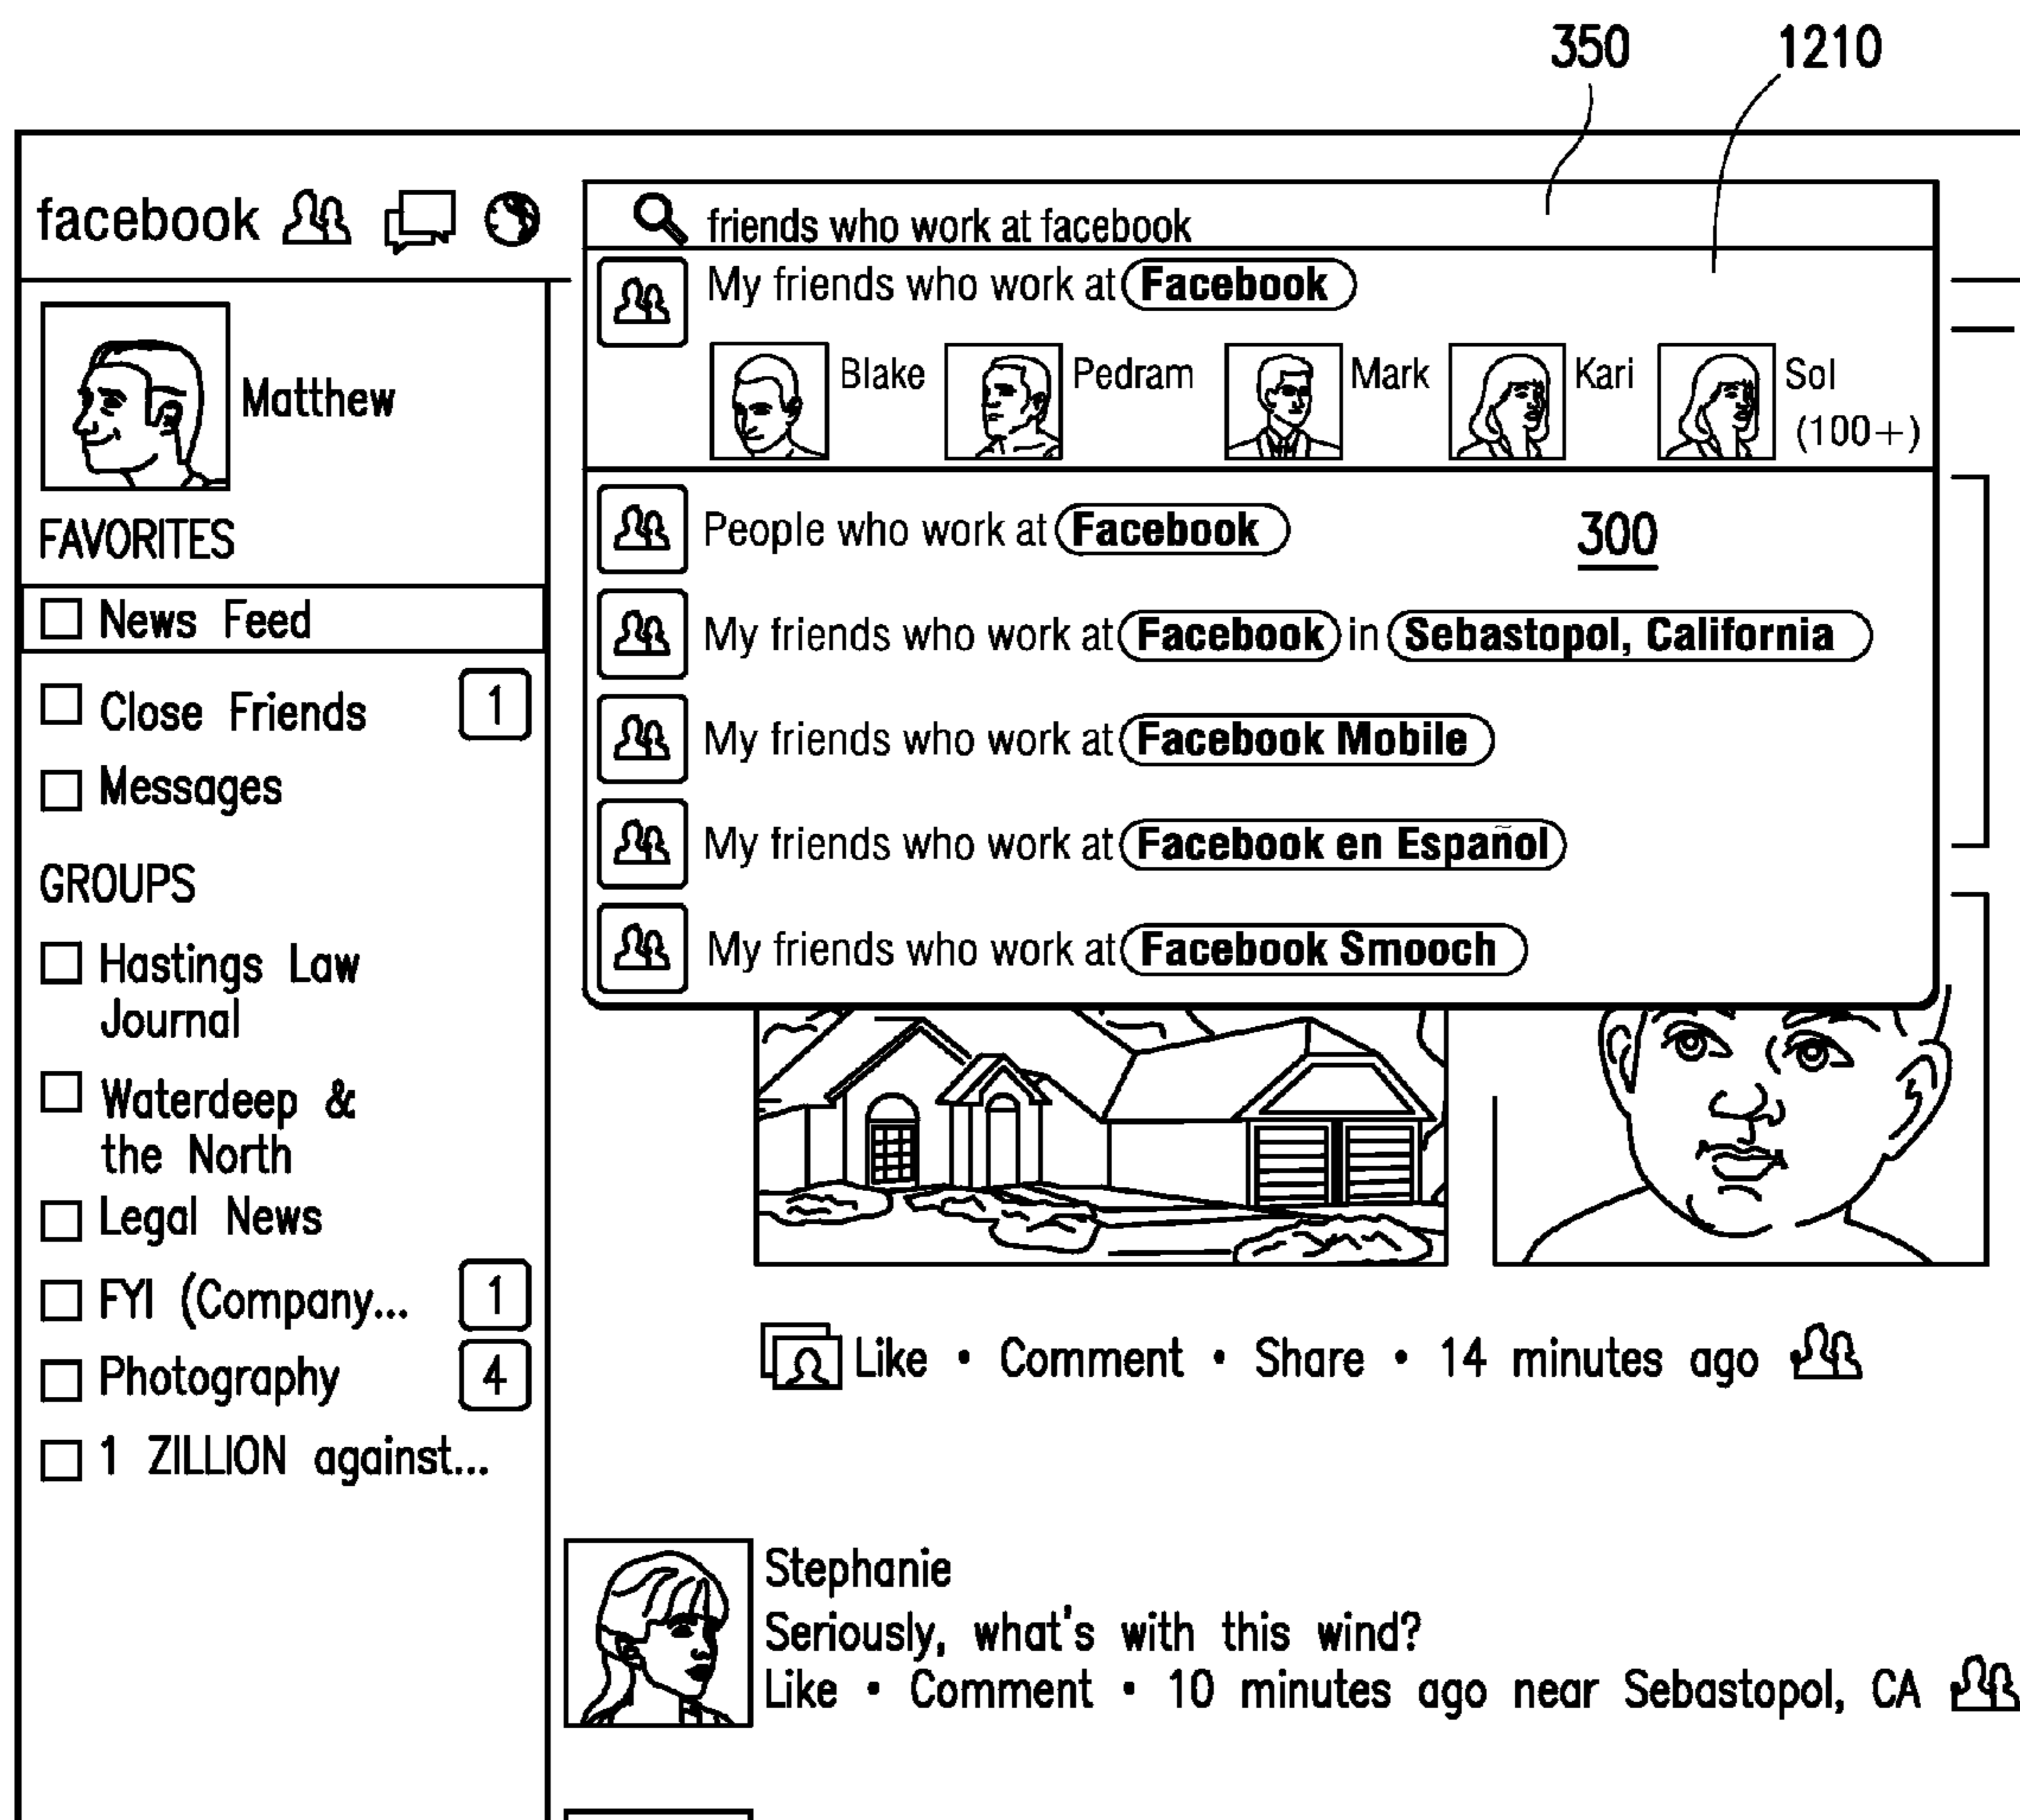 350 1210
facebook
friends who work at facebook
My friends who work at Facebook
Blake Pedram Mark Kari Sol
(100+)
Matthew
FAVORITES
News Feed
Close Friends 1
Messages
GROUPS
Hastings Law
Journal
Waterdeep &
the North
Legal News
FYI (Company... 1
Photography 4
1 ZILLION against...
People who work at Facebook
300
My friends who work at Facebook in Sebastopol, California
My friends who work at Facebook Mobile
My friends who work at Facebook en Español
My friends who work at Facebook Smooch
Like • Comment • Share • 14 minutes ago
Stephanie
Seriously, what's with this wind?
Like • Comment • 10 minutes ago near Sebastopol, CA